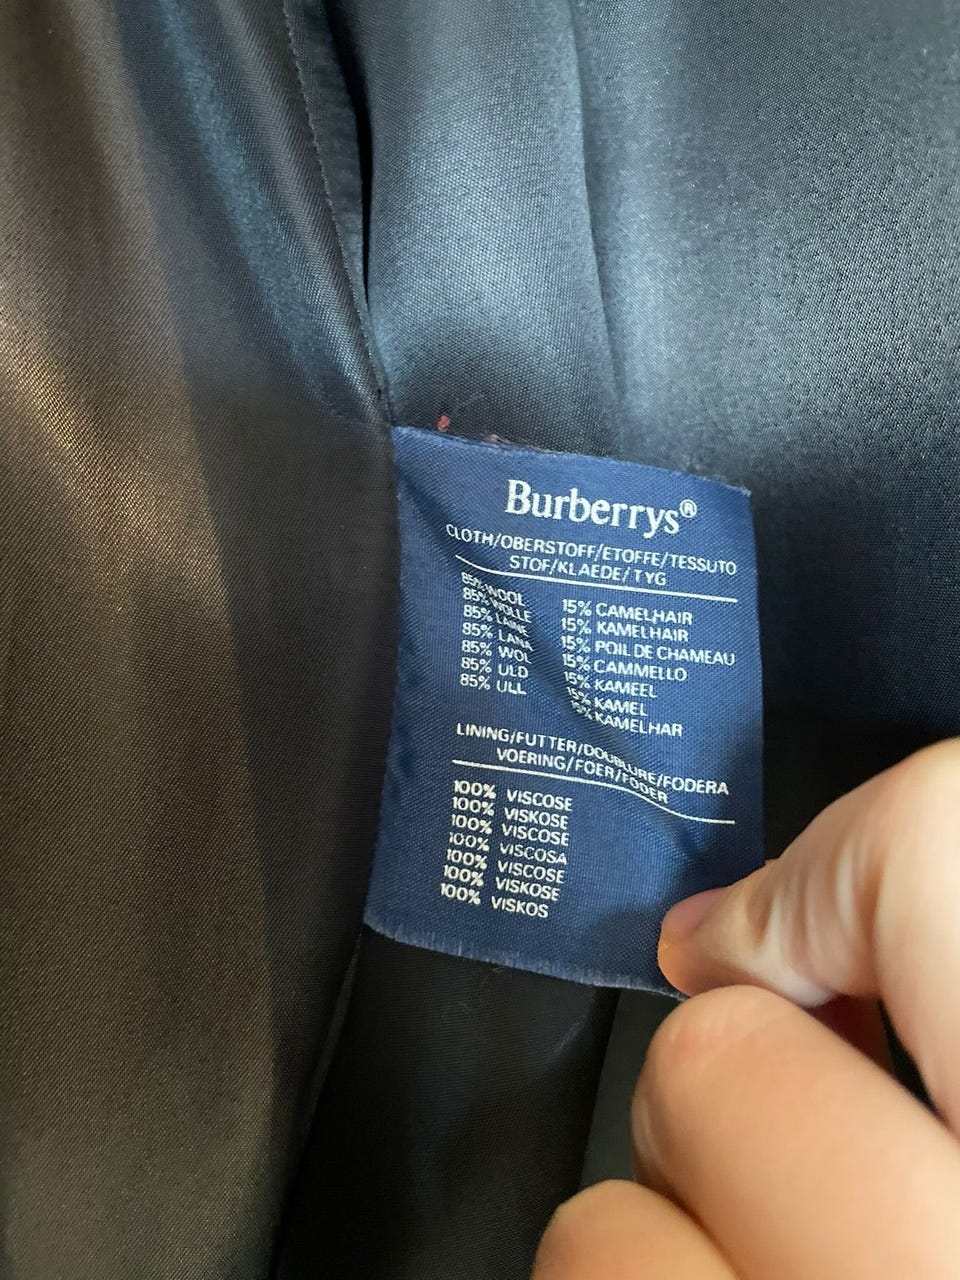 Burberrys®
CLOTH/OBERSTOFF/ETOFFE/TESSUTO
STOF/KLAEDE/TYG
85% WOOL 15% CAMELHAIR
85% WOLLE 15% KAMELHAIR
85% LAINE 15% POIL DE CHAMEAU
85% LANA 15% CAMMELLO
85% WOL 15% KAMEEL
85% ULD 15% KAMEL
85% ULL 15% KAMELHAR
LINING/FUTTER/DOUBLURE/FODERA
VOERING/FOER/FODER
100% VISCOSE
100% VISKOSE
100% VISCOSE
100% VISCOSA
100% VISCOSE
100% VISKOSE
100% VISKOS